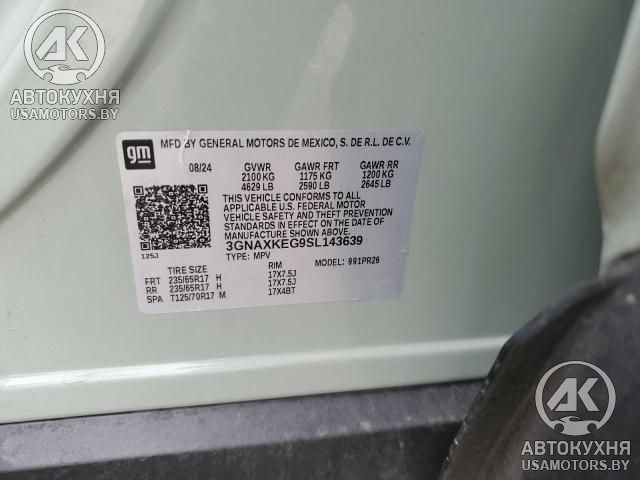 АВТОКУХНЯ
USAMOTORS.BY
gm
MFD BY GENERAL MOTORS DE MEXICO, S. DE R.L. DE C.V.
08/24 GVWR GAWR FRT GAWR RR
2100 KG 1175 KG 1200 KG
4629 LB 2590 LB 2645 LB
THIS VEHICLE CONFORMS TO ALL
APPLICABLE U.S. FEDERAL MOTOR
VEHICLE SAFETY AND THEFT PREVENTION
STANDARDS IN EFFECT ON THE DATE
OF MANUFACTURE SHOWN ABOVE.
3GNAXKEG9SL143639
125J TYPE: MPV MODEL: 991PR26
TIRE SIZE RIM
FRT 235/65R17 H 17X7.5J
RR 235/65R17 H 17X7.5J
SPA T125/70R17 M 17X4BT
АК
АВТОКУХНЯ
USAMOTORS.BY